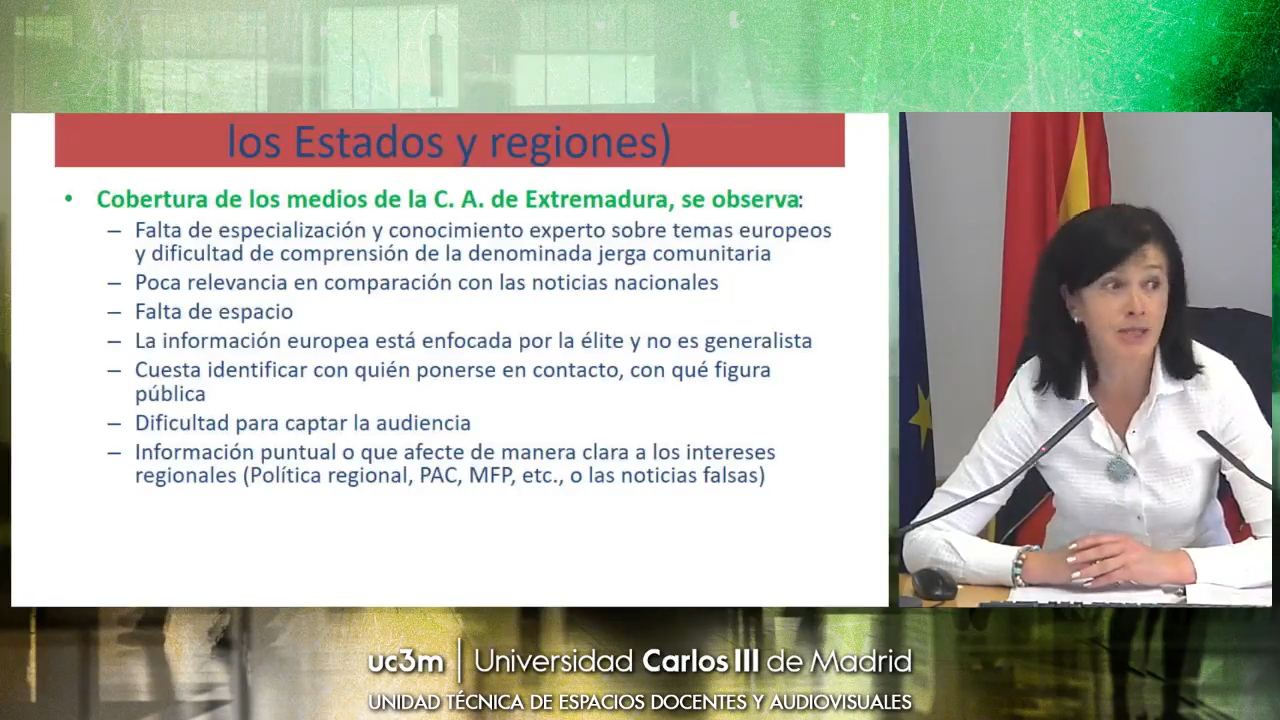 los Estados y regiones)
• Cobertura de los medios de la C. A. de Extremadura, se observa:
– Falta de especialización y conocimiento experto sobre temas europeos
y dificultad de comprensión de la denominada jerga comunitaria
– Poca relevancia en comparación con las noticias nacionales
– Falta de espacio
– La información europea está enfocada por la élite y no es generalista
– Cuesta identificar con quién ponerse en contacto, con qué figura
pública
– Dificultad para captar la audiencia
– Información puntual o que afecte de manera clara a los intereses
regionales (Política regional, PAC, MFP, etc., o las noticias falsas)
uc3m | Universidad Carlos III de Madrid
UNIDAD TÉCNICA DE ESPACIOS DOCENTES Y AUDIOVISUALES